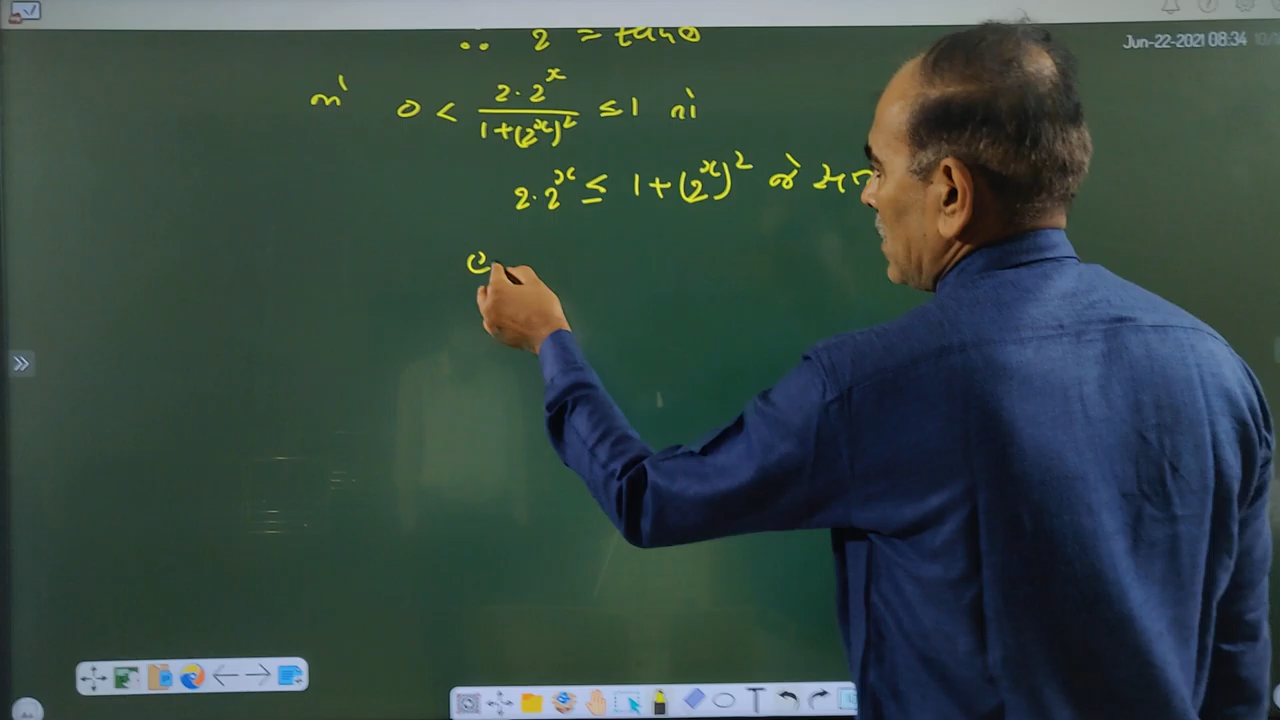 ∴ 2 = tanθ
0 < 2·2^x / 1+(2^x)^2 ≤ 1
2·2^x ≤ 1+(2^x)^2
Jun-22-2021 08:34